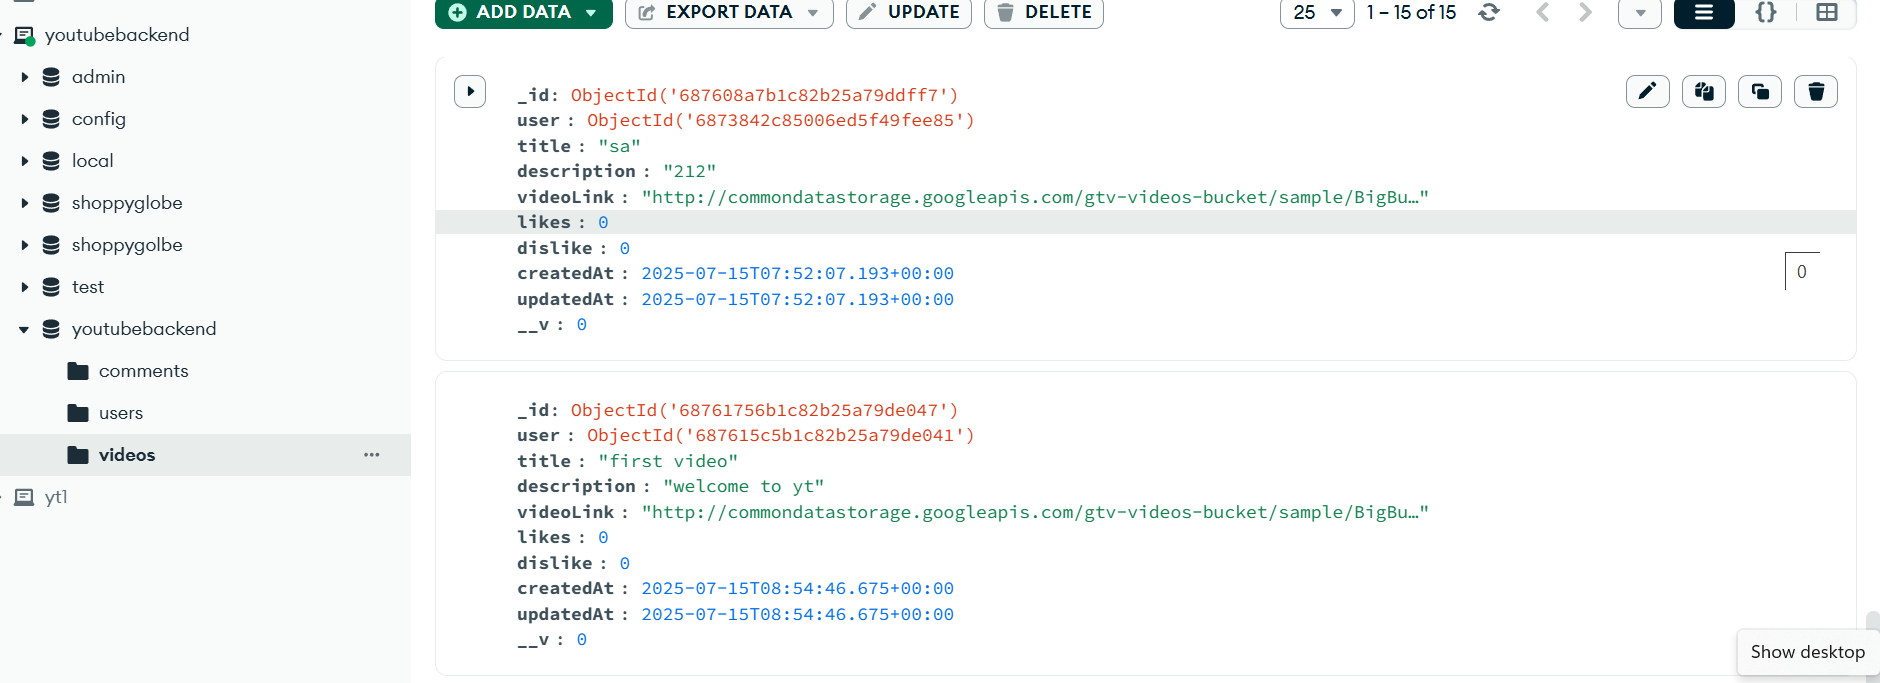 ADD DATA EXPORT DATA UPDATE DELETE 25 1 – 15 of 15 {}
youtubebackend
admin
config
local
shoppyglobe
shoppygolbe
test
youtubebackend
comments
users
videos ...
yt1
_id: ObjectId('687608a7b1c82b25a79ddff7')
user : ObjectId('6873842c85006ed5f49fee85')
title : "sa"
description : "212"
videoLink : "http://commondatastorage.googleapis.com/gtv-videos-bucket/sample/BigBu…"
likes : 0
dislike : 0
createdAt : 2025-07-15T07:52:07.193+00:00
updatedAt : 2025-07-15T07:52:07.193+00:00
__v : 0
0
_id: ObjectId('68761756b1c82b25a79de047')
user : ObjectId('687615c5b1c82b25a79de041')
title : "first video"
description : "welcome to yt"
videoLink : "http://commondatastorage.googleapis.com/gtv-videos-bucket/sample/BigBu…"
likes : 0
dislike : 0
createdAt : 2025-07-15T08:54:46.675+00:00
updatedAt : 2025-07-15T08:54:46.675+00:00
__v : 0
Show desktop